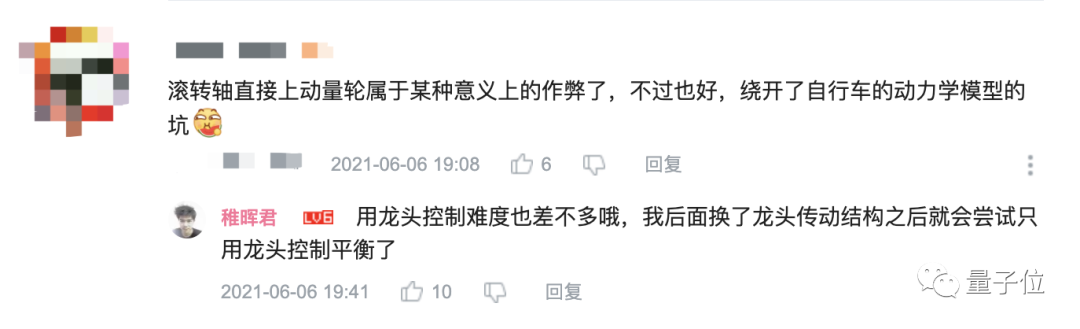 滚转轴直接上动量轮属于某种意义上的作弊了，不过也好，绕开了自行车的动力学模型的
坑
2021-06-06 19:08 6 回复
稚晖君 LV6 用龙头控制难度也差不多哦，我后面换了龙头传动结构之后就会尝试只
用龙头控制平衡了
2021-06-06 19:41 10 回复
量子位